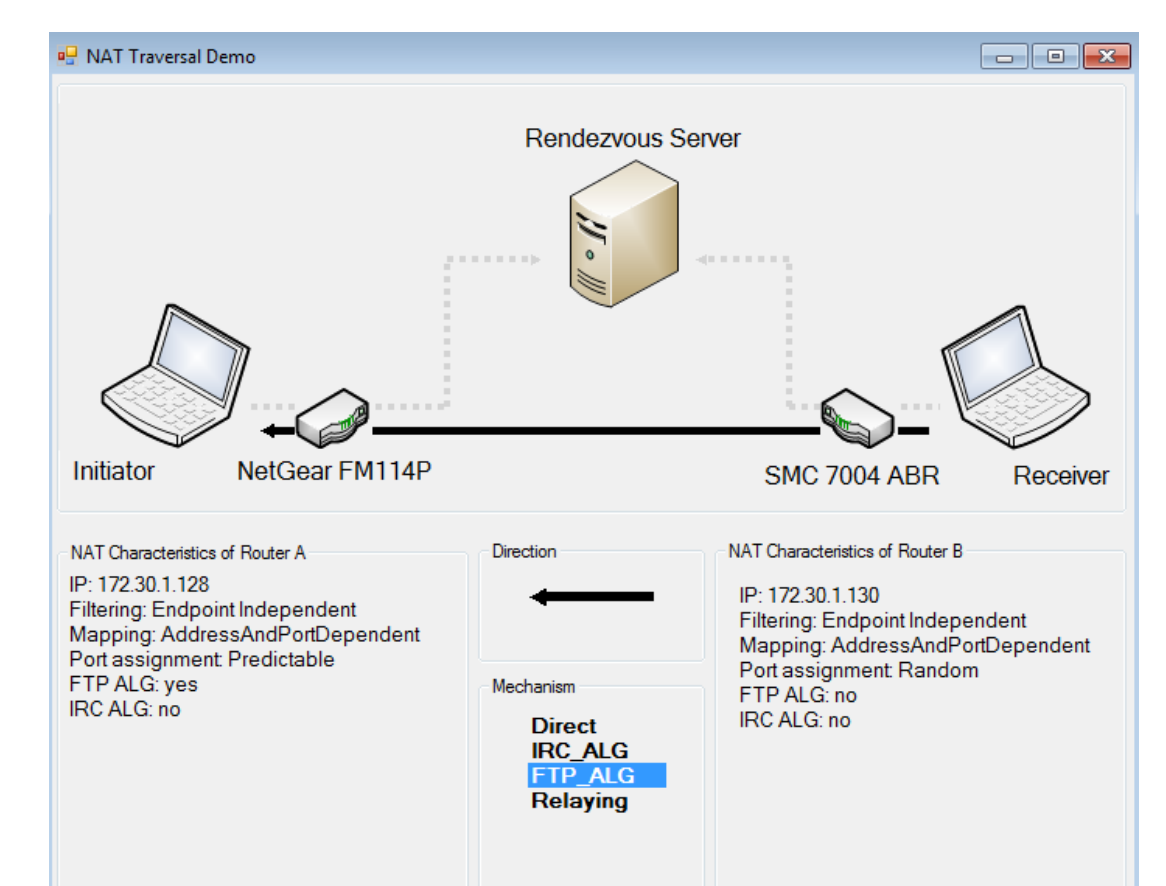 NAT Traversal Demo
Rendezvous Server
Initiator
NetGear FM114P
SMC 7004 ABR
Receiver
NAT Characteristics of Router A
IP: 172.30.1.128
Filtering: Endpoint Independent
Mapping: AddressAndPortDependent
Port assignment: Predictable
FTP ALG: yes
IRC ALG: no
Direction
Mechanism
Direct
IRC_ALG
FTP_ALG
Relaying
NAT Characteristics of Router B
IP: 172.30.1.130
Filtering: Endpoint Independent
Mapping: AddressAndPortDependent
Port assignment: Random
FTP ALG: no
IRC ALG: no